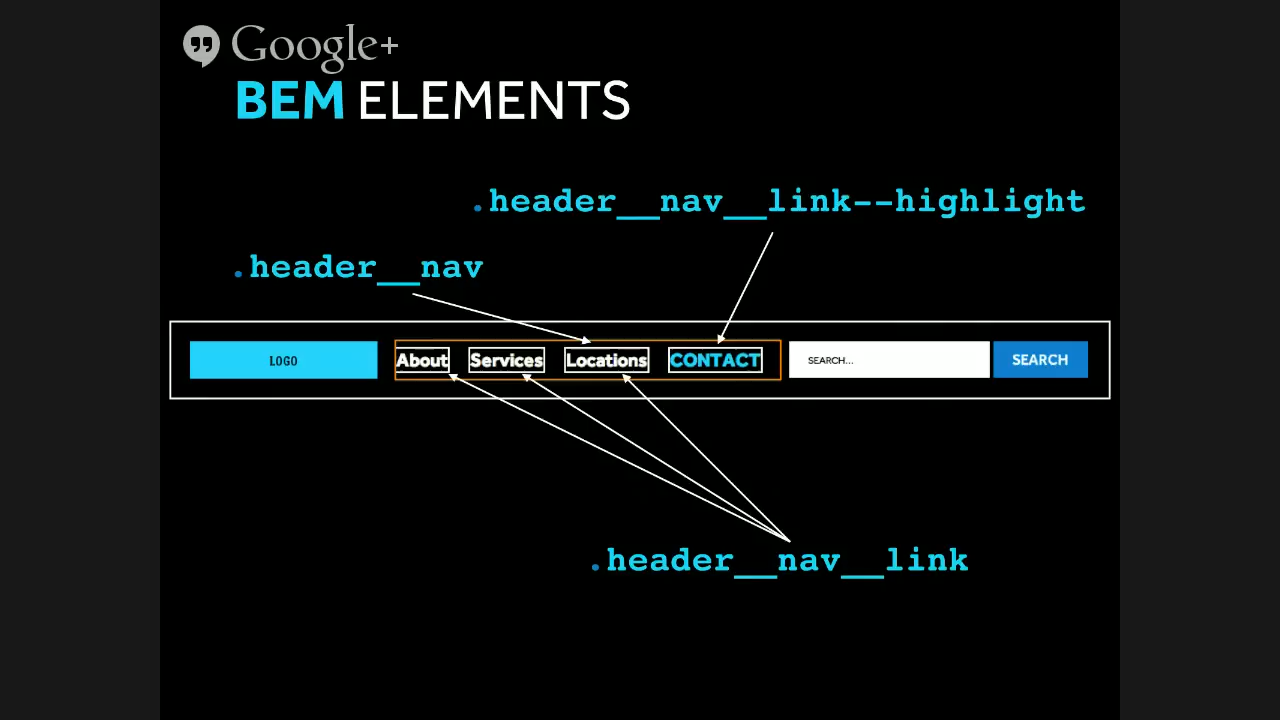 Google+
BEM ELEMENTS
.header__nav__link--highlight
.header__nav
LOGO About Services Locations CONTACT SEARCH... SEARCH
.header__nav__link